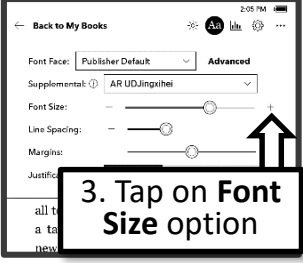 2:05 PM
Back to My Books
Aa
Font Face: Publisher Default Advanced
Supplemental: AR UDJingxihei
Font Size: − +
Line Spacing: −
Margins:
Justifica
3. Tap on Font
Size option
all t
a ta
new